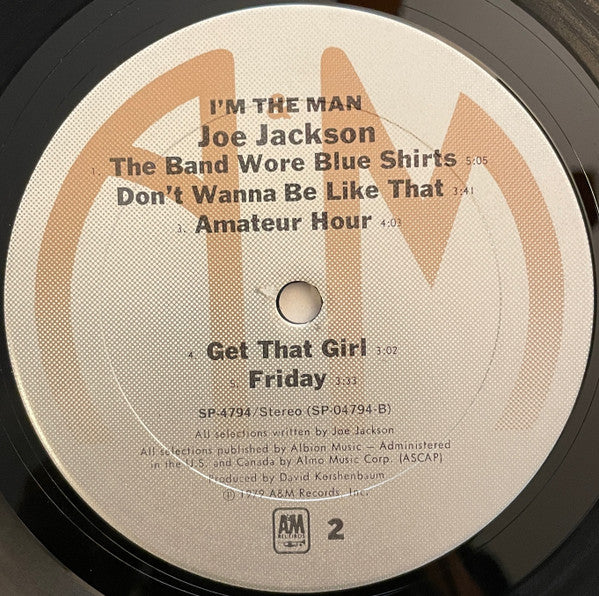 I'M THE MAN
&
Joe Jackson
1. The Band Wore Blue Shirts 5:05
Don't Wanna Be Like That 3:41
3. Amateur Hour 4:03
4. Get That Girl 3:02
5. Friday 3:33
SP-4794/Stereo (SP-04794-B)
All selections written by Joe Jackson
All selections published by Albion Music — Administered
in the U.S. and Canada by Almo Music Corp. (ASCAP)
Produced by David Kershenbaum
Ⓟ 1979 A&M Records, Inc.
A&M
RECORDS
2